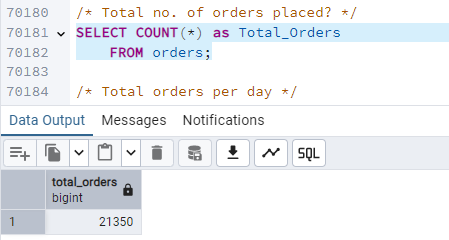 70180 /* Total no. of orders placed? */
70181 SELECT COUNT(*) as Total_Orders
70182 FROM orders;
70183
70184 /* Total orders per day */
Data Output Messages Notifications
SQL
total_orders
bigint
1 21350